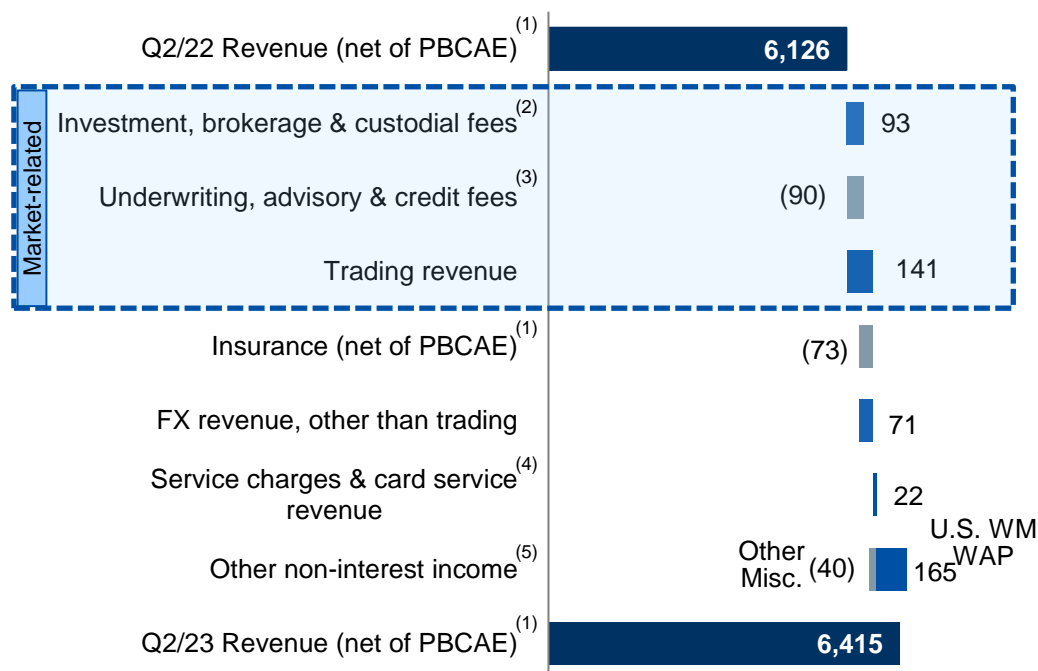 Q2/22 Revenue (net of PBCAE)(1) 6,126
Market-related
Investment, brokerage & custodial fees(2) 93
Underwriting, advisory & credit fees(3) (90)
Trading revenue 141
Insurance (net of PBCAE)(1) (73)
FX revenue, other than trading 71
Service charges & card service(4)
revenue 22
Other non-interest income(5) Other
Misc. (40) 165 U.S. WM
WAP
Q2/23 Revenue (net of PBCAE)(1) 6,415